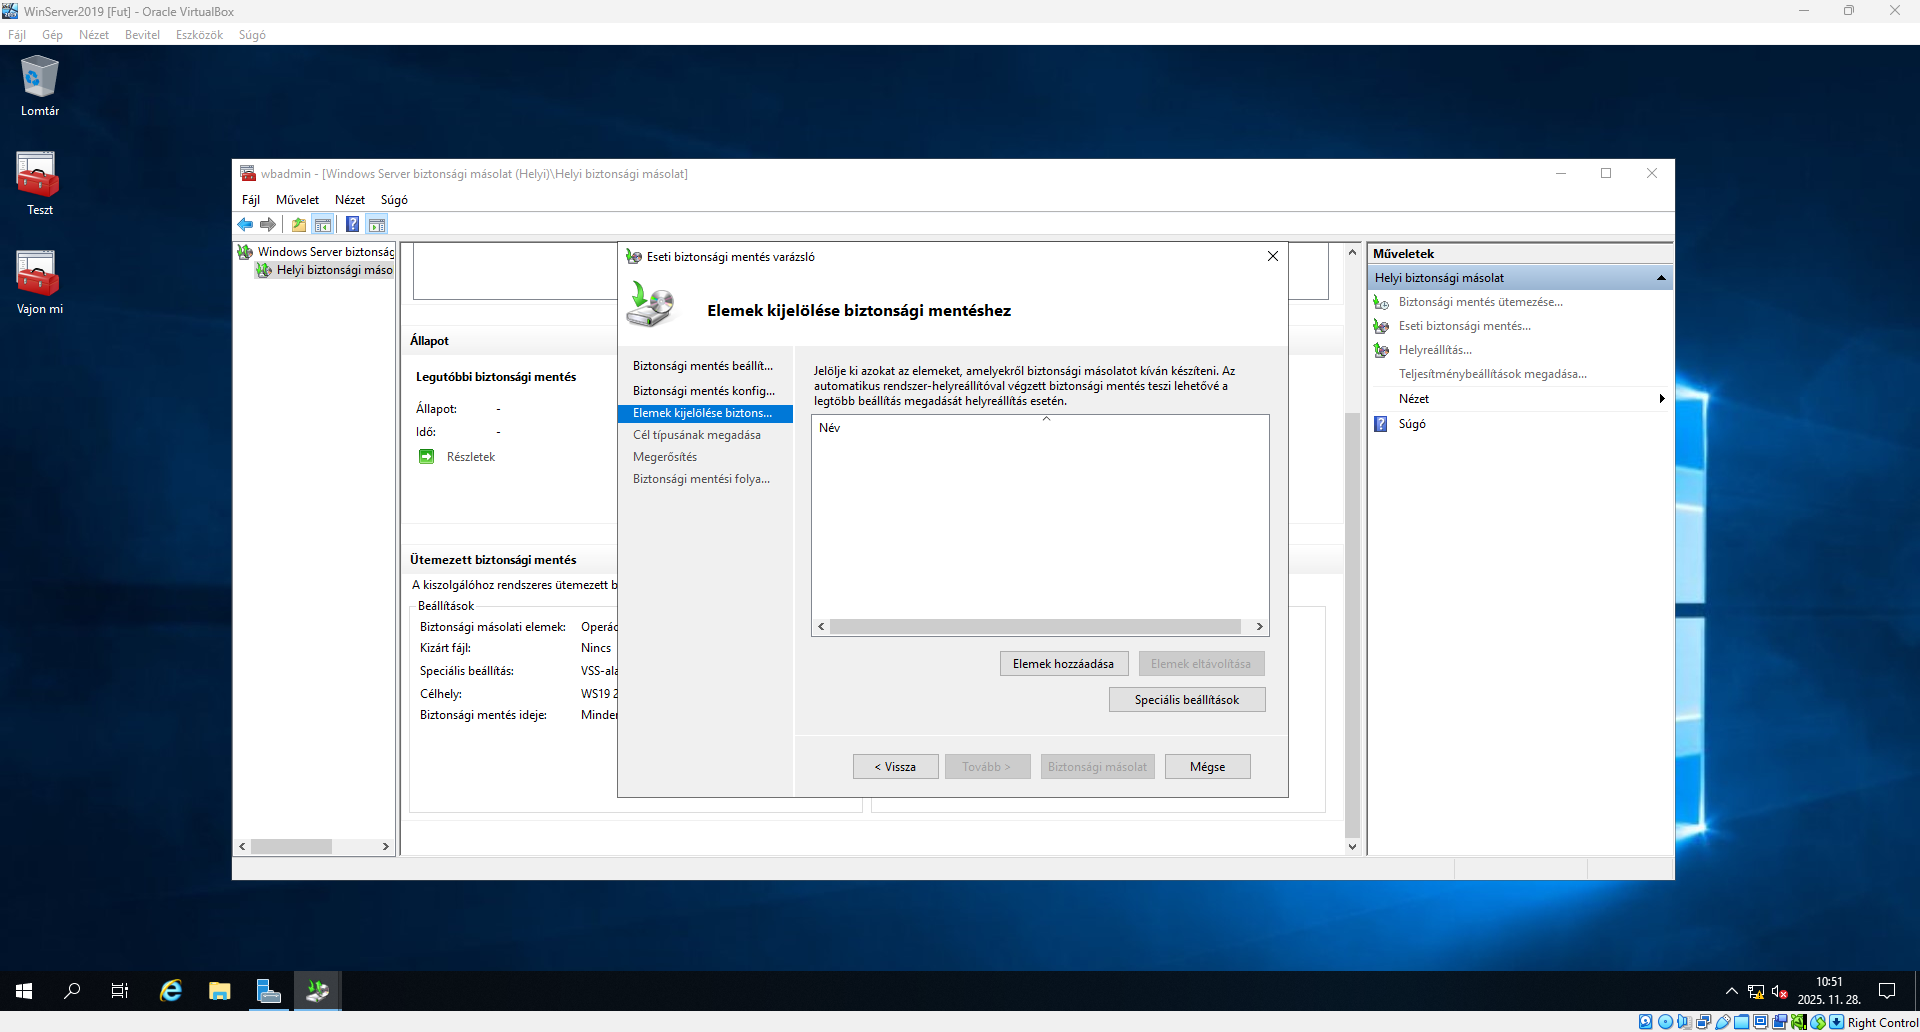 WinServer2019 [Fut] - Oracle VirtualBox
Fájl Gép Nézet Bevitel Eszközök Súgó
Lomtár
Teszt
Vajon mi
wbadmin - [Windows Server biztonsági másolat (Helyi)\Helyi biztonsági másolat]
Fájl Művelet Nézet Súgó
Windows Server biztonság
Helyi biztonsági máso
Állapot
Legutóbbi biztonsági mentés
Állapot: -
Idő: -
Részletek
Ütemezett biztonsági mentés
A kiszolgálóhoz rendszeres ütemezett b
Beállítások
Biztonsági másolati elemek: Operác
Kizárt fájl: Nincs
Speciális beállítás: VSS-ala
Célhely: WS19 2
Biztonsági mentés ideje: Minden
Eseti biztonsági mentés varázsló
Elemek kijelölése biztonsági mentéshez
Biztonsági mentés beállít...
Biztonsági mentés konfig...
Elemek kijelölése biztons...
Cél típusának megadása
Megerősítés
Biztonsági mentési folya...
Jelölje ki azokat az elemeket, amelyekről biztonsági másolatot kíván készíteni. Az
automatikus rendszer-helyreállítóval végzett biztonsági mentés teszi lehetővé a
legtöbb beállítás megadását helyreállítás esetén.
Név
Elemek hozzáadása
Elemek eltávolítása
Speciális beállítások
< Vissza
Tovább >
Biztonsági másolat
Mégse
Műveletek
Helyi biztonsági másolat
Biztonsági mentés ütemezése...
Eseti biztonsági mentés...
Helyreállítás...
Teljesítménybeállítások megadása...
Nézet
Súgó
10:51
2025. 11. 28.
Right Control